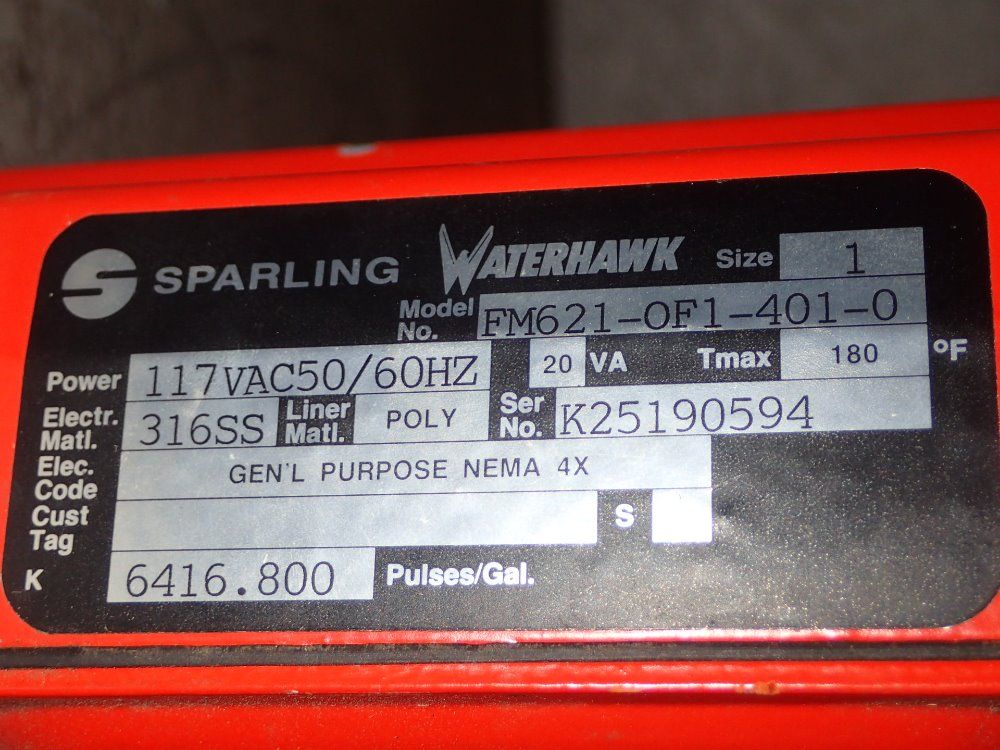 S SPARLING WATERHAWK Size 1
Model No. FM621-0F1-401-0
Power 117VAC50/60HZ 20 VA Tmax 180 °F
Electr. Matl. 316SS Liner Matl. POLY Ser No. K25190594
Elec. Code GEN'L PURPOSE NEMA 4X
Cust Tag S
K 6416.800 Pulses/Gal.